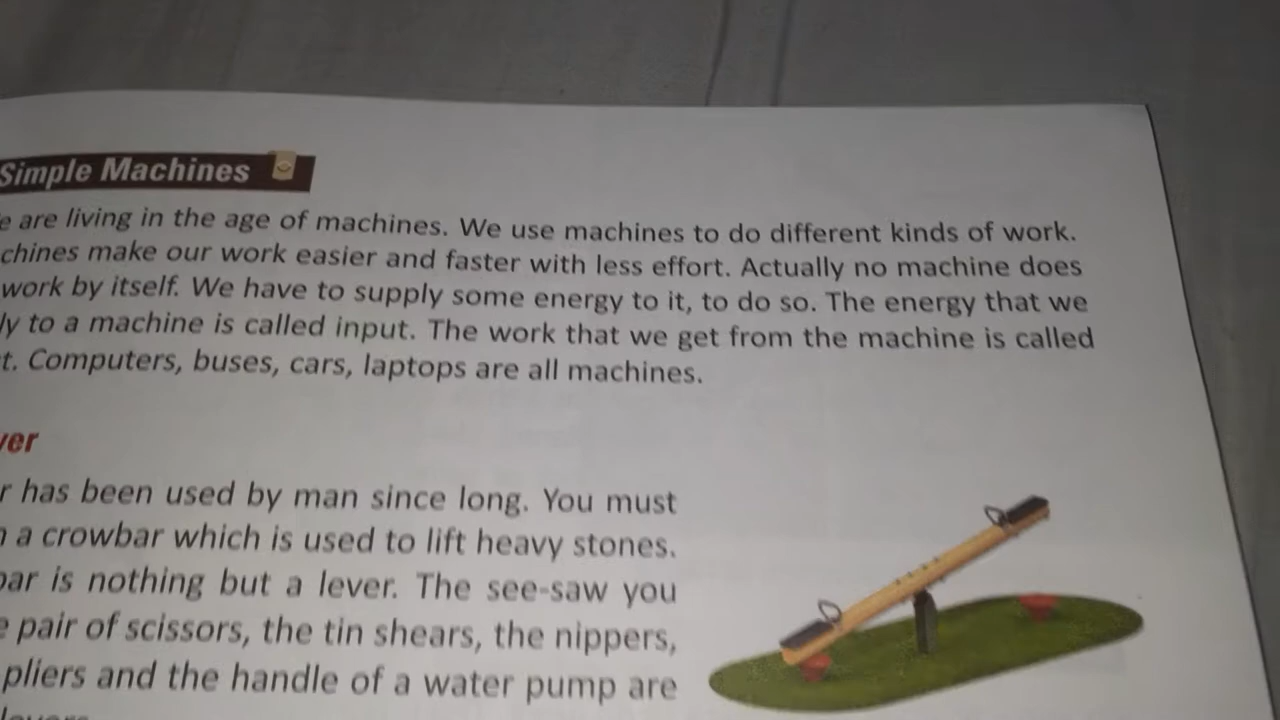 Simple Machines
are living in the age of machines. We use machines to do different kinds of work.
chines make our work easier and faster with less effort. Actually no machine does
work by itself. We have to supply some energy to it, to do so. The energy that we
ly to a machine is called input. The work that we get from the machine is called
t. Computers, buses, cars, laptops are all machines.
ver
r has been used by man since long. You must
a crowbar which is used to lift heavy stones.
bar is nothing but a lever. The see-saw you
pair of scissors, the tin shears, the nippers,
pliers and the handle of a water pump are